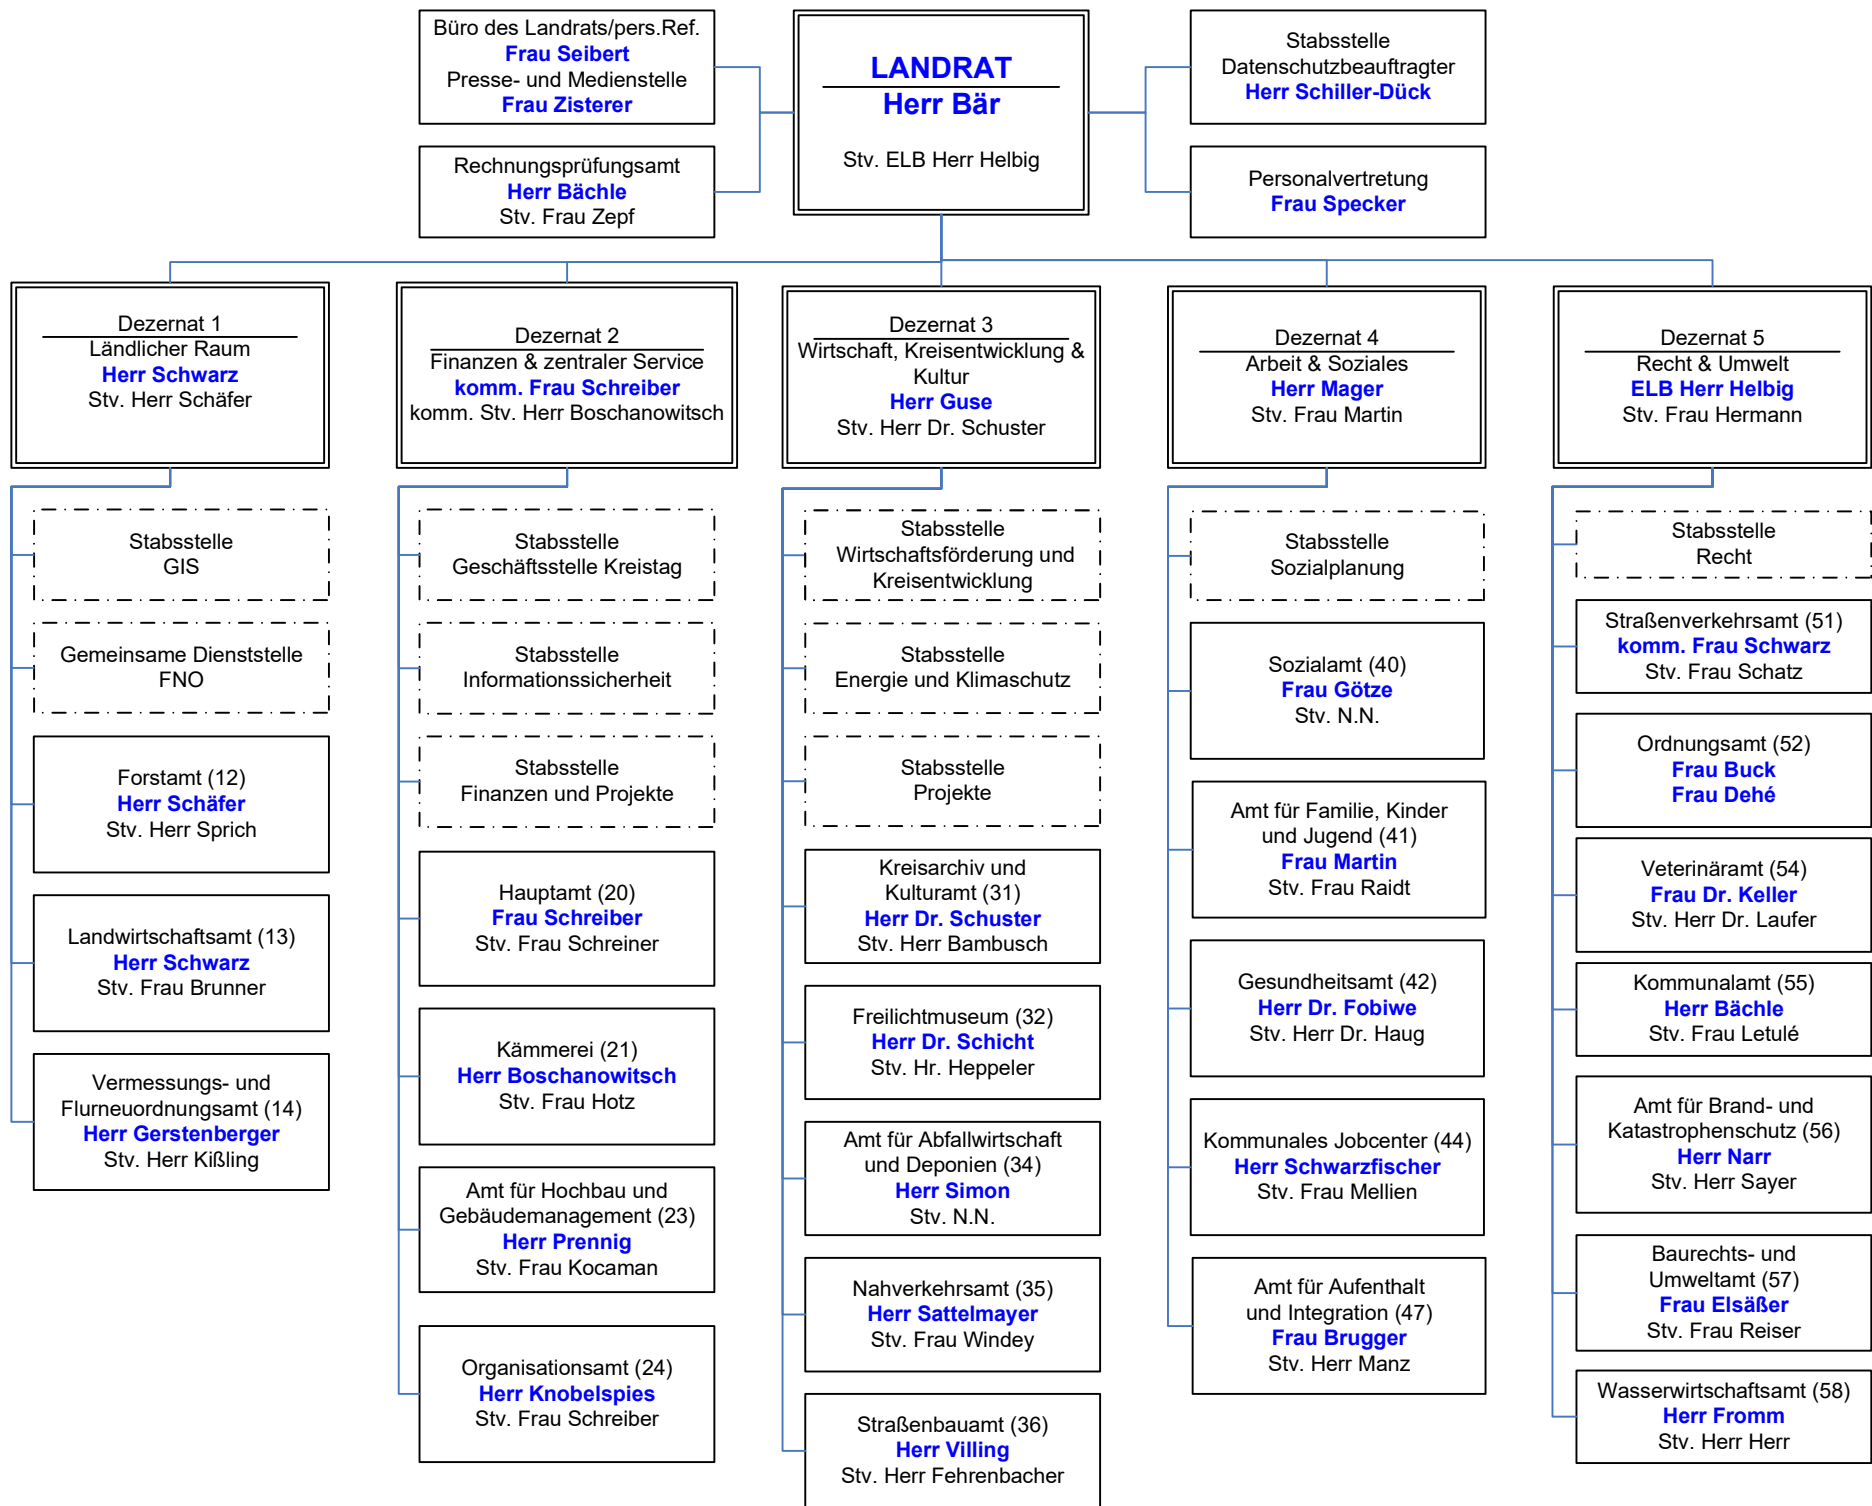 Büro des Landrats/pers.Ref.
Frau Seibert
Presse- und Medienstelle
Frau Zisterer
Rechnungsprüfungsamt
Herr Bächle
Stv. Frau Zepf
LANDRAT
Herr Bär
Stv. ELB Herr Helbig
Stabsstelle
Datenschutzbeauftragter
Herr Schiller-Dück
Personalvertretung
Frau Specker
Dezernat 1
Ländlicher Raum
Herr Schwarz
Stv. Herr Schäfer
Stabsstelle
GIS
Gemeinsame Dienststelle
FNO
Forstamt (12)
Herr Schäfer
Stv. Herr Sprich
Landwirtschaftsamt (13)
Herr Schwarz
Stv. Frau Brunner
Vermessungs- und
Flurneuordnungsamt (14)
Herr Gerstenberger
Stv. Herr Kißling
Dezernat 2
Finanzen & zentraler Service
komm. Frau Schreiber
komm. Stv. Herr Boschanowitsch
Stabsstelle
Geschäftsstelle Kreistag
Stabsstelle
Informationssicherheit
Stabsstelle
Finanzen und Projekte
Hauptamt (20)
Frau Schreiber
Stv. Frau Schreiner
Kämmerei (21)
Herr Boschanowitsch
Stv. Frau Hotz
Amt für Hochbau und
Gebäudemanagement (23)
Herr Prennig
Stv. Frau Kocaman
Organisationsamt (24)
Herr Knobelspies
Stv. Frau Schreiber
Dezernat 3
Wirtschaft, Kreisentwicklung &
Kultur
Herr Guse
Stv. Herr Dr. Schuster
Stabsstelle
Wirtschaftsförderung und
Kreisentwicklung
Stabsstelle
Energie und Klimaschutz
Stabsstelle
Projekte
Kreisarchiv und
Kulturamt (31)
Herr Dr. Schuster
Stv. Herr Bambusch
Freilichtmuseum (32)
Herr Dr. Schicht
Stv. Hr. Heppeler
Amt für Abfallwirtschaft
und Deponien (34)
Herr Simon
Stv. N.N.
Nahverkehrsamt (35)
Herr Sattelmayer
Stv. Frau Windey
Straßenbauamt (36)
Herr Villing
Stv. Herr Fehrenbacher
Dezernat 4
Arbeit & Soziales
Herr Mager
Stv. Frau Martin
Stabsstelle
Sozialplanung
Sozialamt (40)
Frau Götze
Stv. N.N.
Amt für Familie, Kinder
und Jugend (41)
Frau Martin
Stv. Frau Raidt
Gesundheitsamt (42)
Herr Dr. Fobiwe
Stv. Herr Dr. Haug
Kommunales Jobcenter (44)
Herr Schwarzfischer
Stv. Frau Mellien
Amt für Aufenthalt
und Integration (47)
Frau Brugger
Stv. Herr Manz
Dezernat 5
Recht & Umwelt
ELB Herr Helbig
Stv. Frau Hermann
Stabsstelle
Recht
Straßenverkehrsamt (51)
komm. Frau Schwarz
Stv. Frau Schatz
Ordnungsamt (52)
Frau Buck
Frau Dehé
Veterinäramt (54)
Frau Dr. Keller
Stv. Herr Dr. Laufer
Kommunalamt (55)
Herr Bächle
Stv. Frau Letulé
Amt für Brand- und
Katastrophenschutz (56)
Herr Narr
Stv. Herr Sayer
Baurechts- und
Umweltamt (57)
Frau Elsäßer
Stv. Frau Reiser
Wasserwirtschaftsamt (58)
Herr Fromm
Stv. Herr Herr